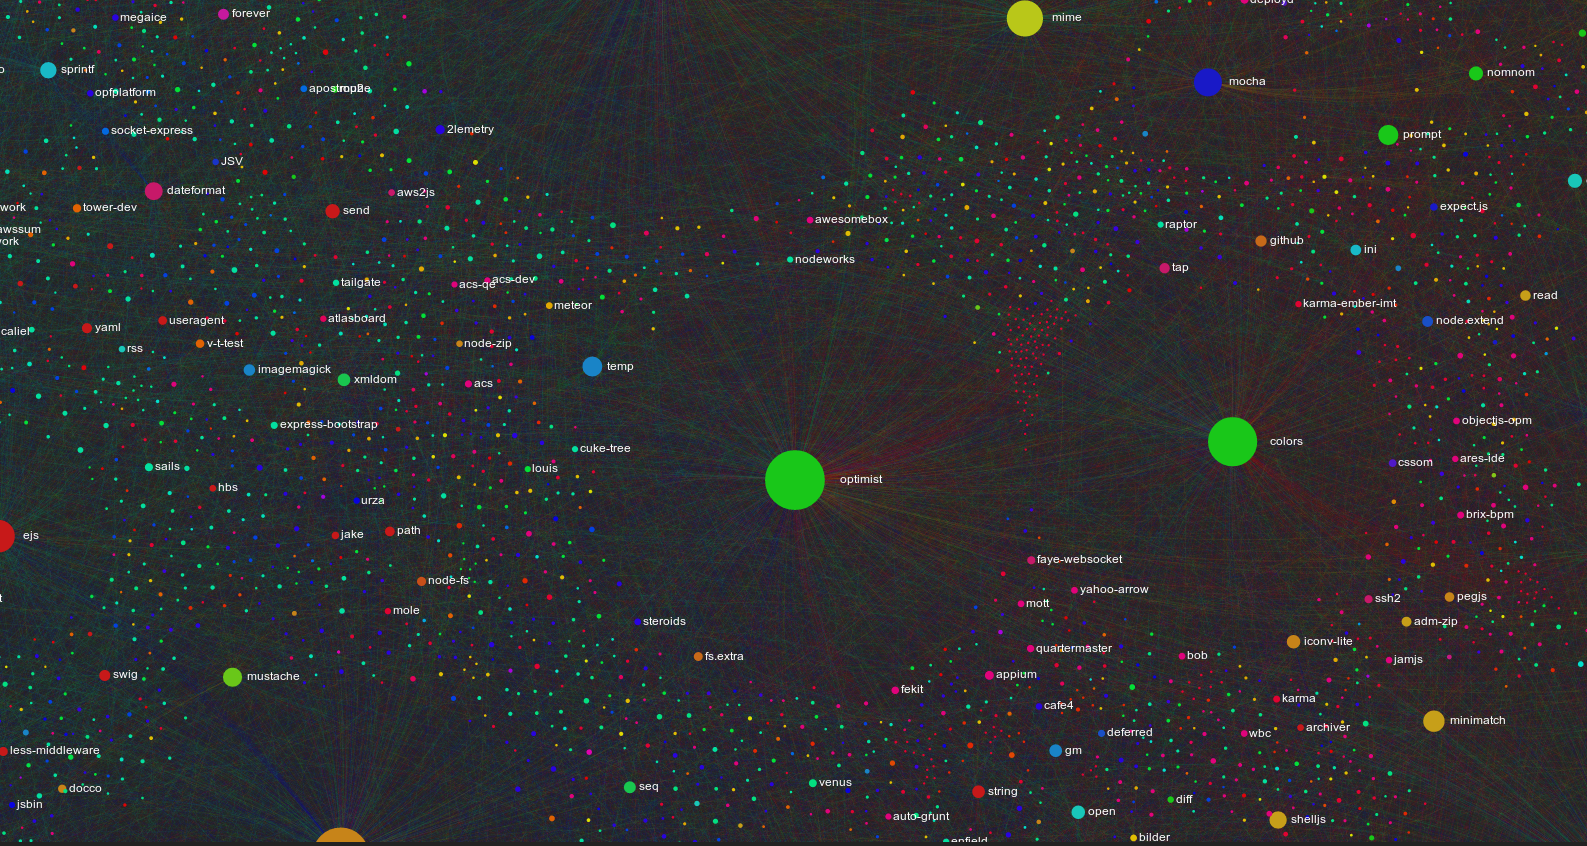 deployd
megaice
forever
mime
sprintf
nomnom
mocha
opfplatform
socket-express
2lemetry
prompt
JSV
dateformat
aws2js
work
tower-dev
send
expect.js
awesomebox
raptor
awssum
work
github
ini
nodeworks
tap
tailgate
acs-qe
acs-dev
read
meteor
karma-ember-imt
atlasboard
useragent
node.extend
yaml
v-t-test
node-zip
rss
imagemagick
temp
xmldom
acs
objectjs-opm
express-bootstrap
colors
cuke-tree
ares-ide
cssom
sails
louis
optimist
hbs
urza
brix-bpm
path
jake
ejs
faye-websocket
node-fs
yahoo-arrow
pegjs
ssh2
mott
mole
steroids
adm-zip
iconv-lite
quartermaster
fs.extra
bob
jamjs
swig
mustache
appium
fekit
karma
cafe4
minimatch
archiver
deferred
wbc
less-middleware
gm
venus
seq
docco
string
diff
jsbin
open
auto-grunt
shelljs
bilder
enfield